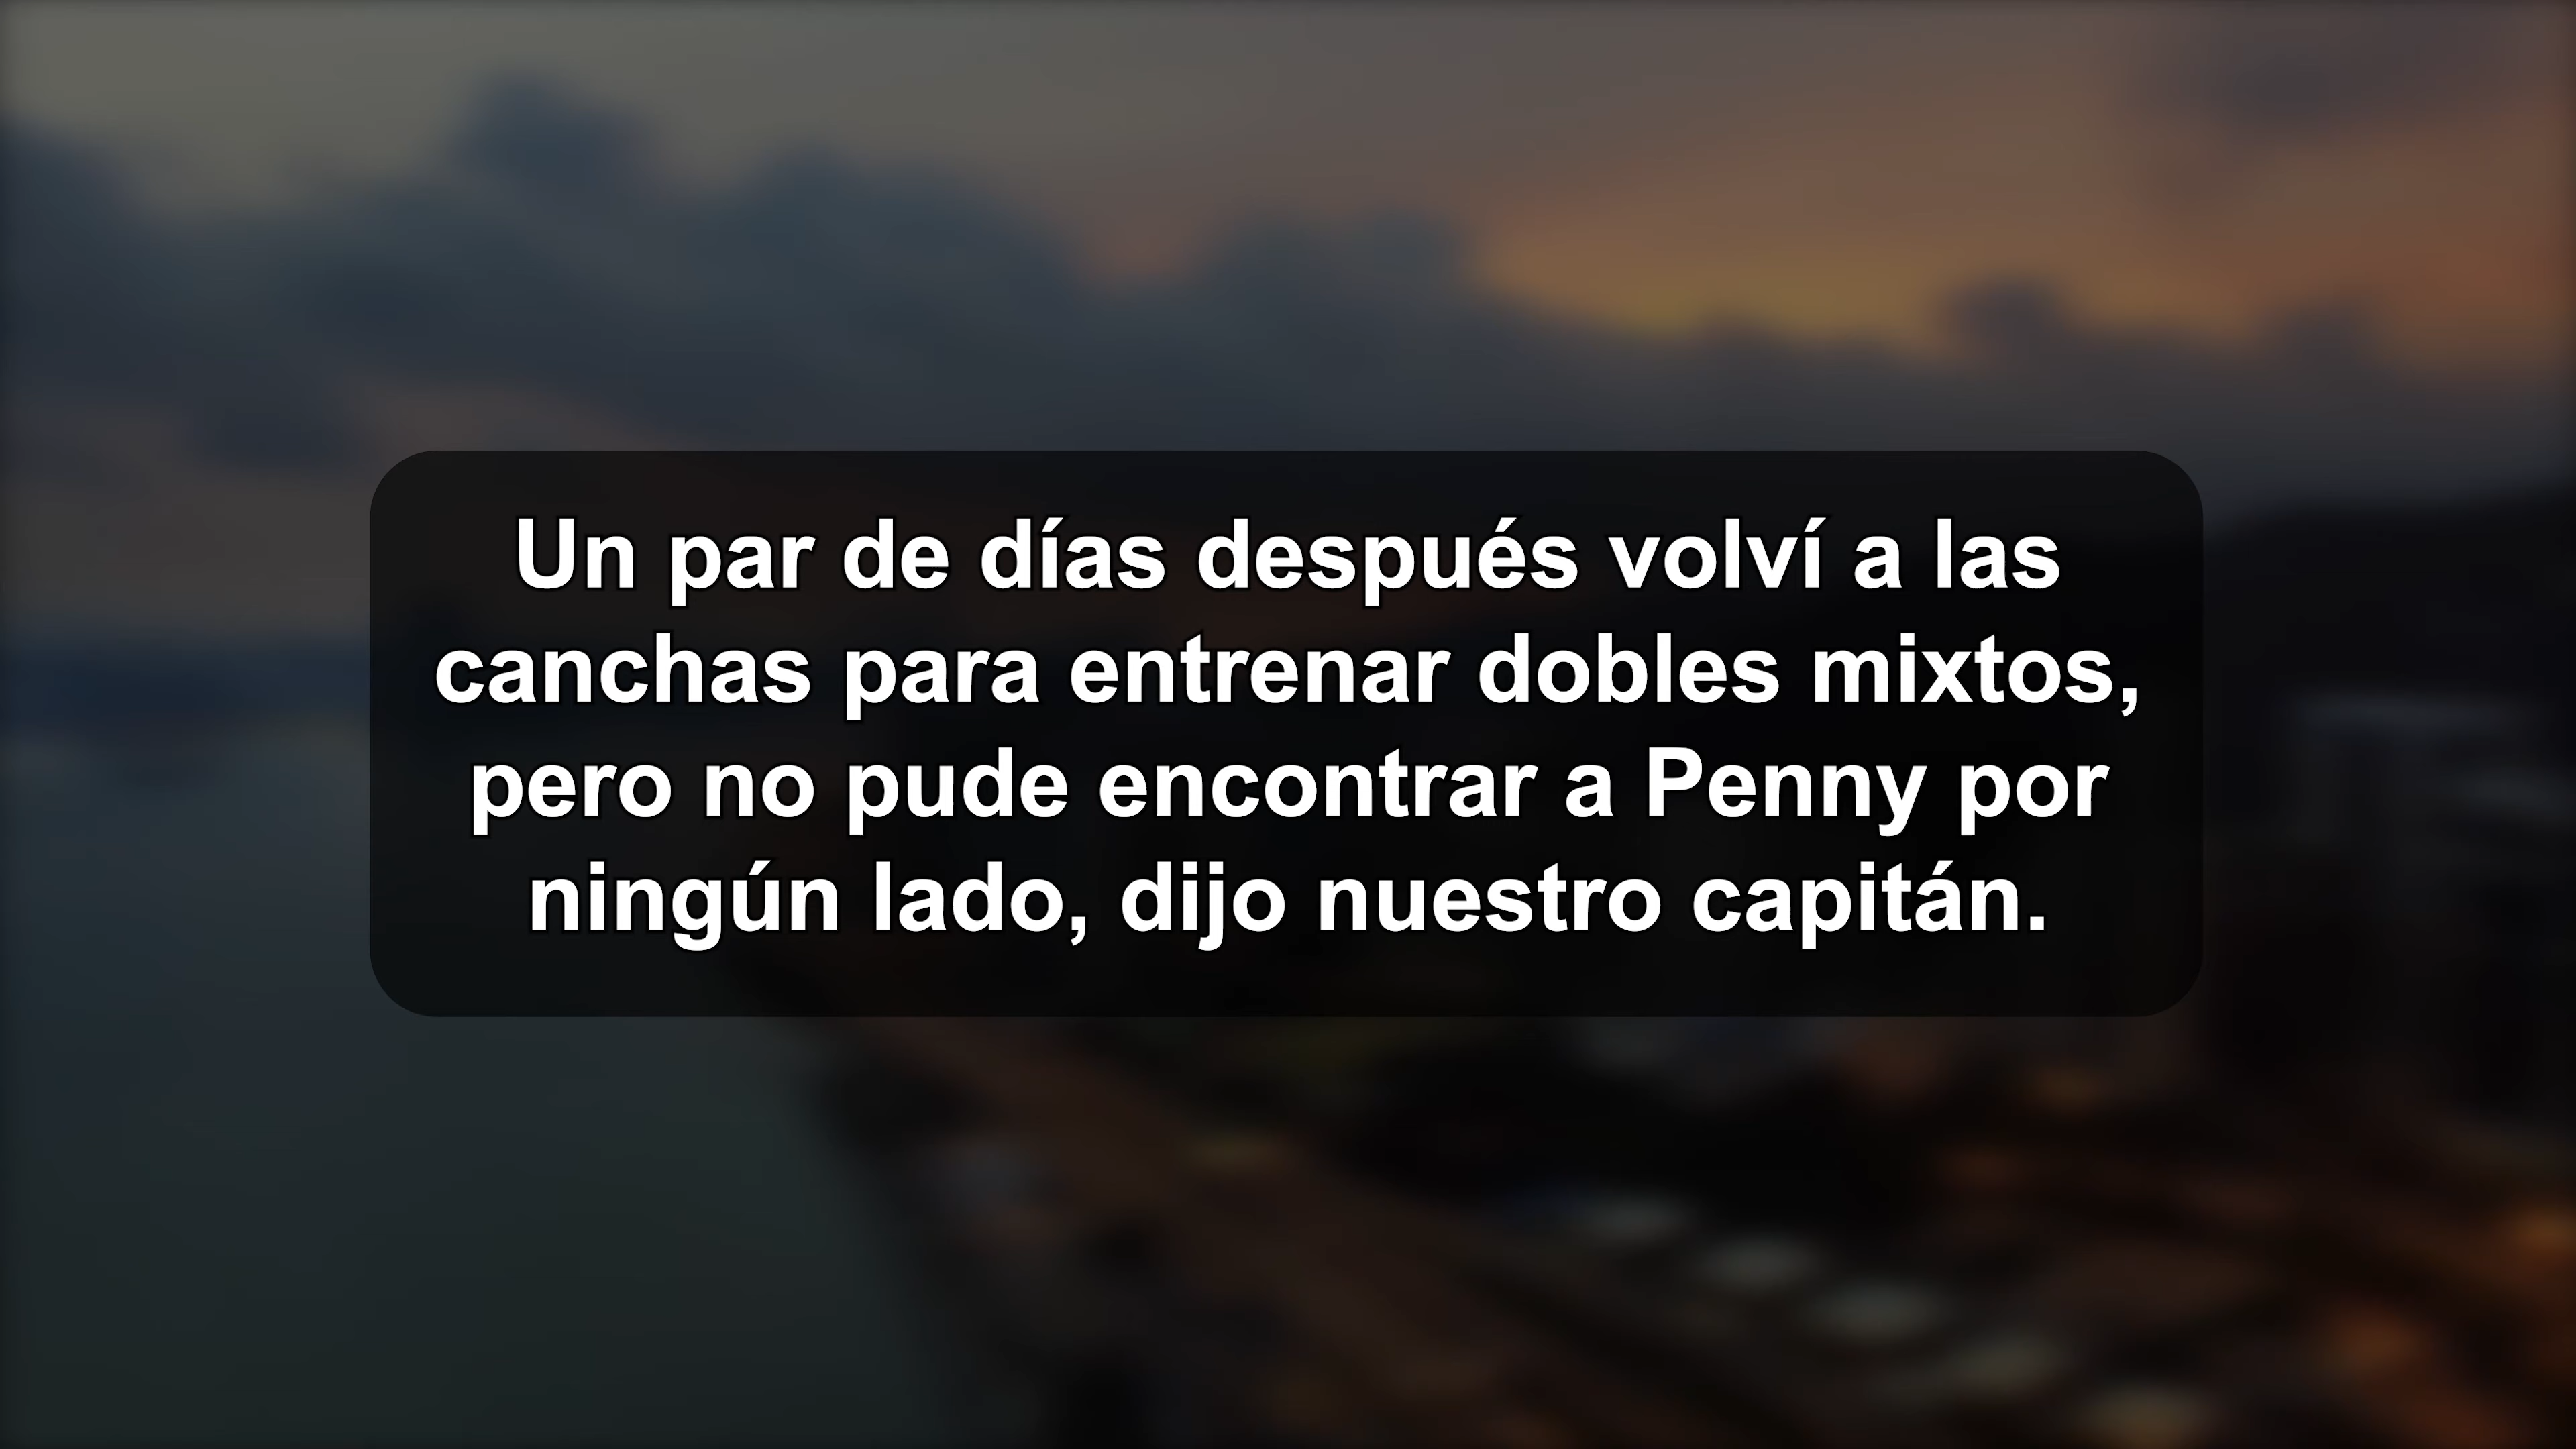 Un par de días después volví a las
canchas para entrenar dobles mixtos,
pero no pude encontrar a Penny por
ningún lado, dijo nuestro capitán.